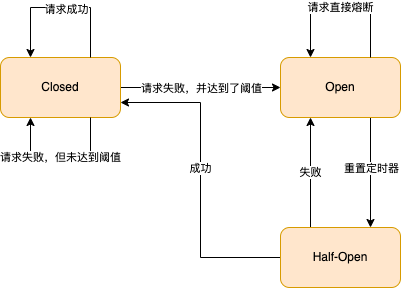 请求成功
请求直接熔断
Closed
请求失败，并达到了阈值
Open
请求失败，但未达到阈值
成功
失败
重置定时器
Half-Open